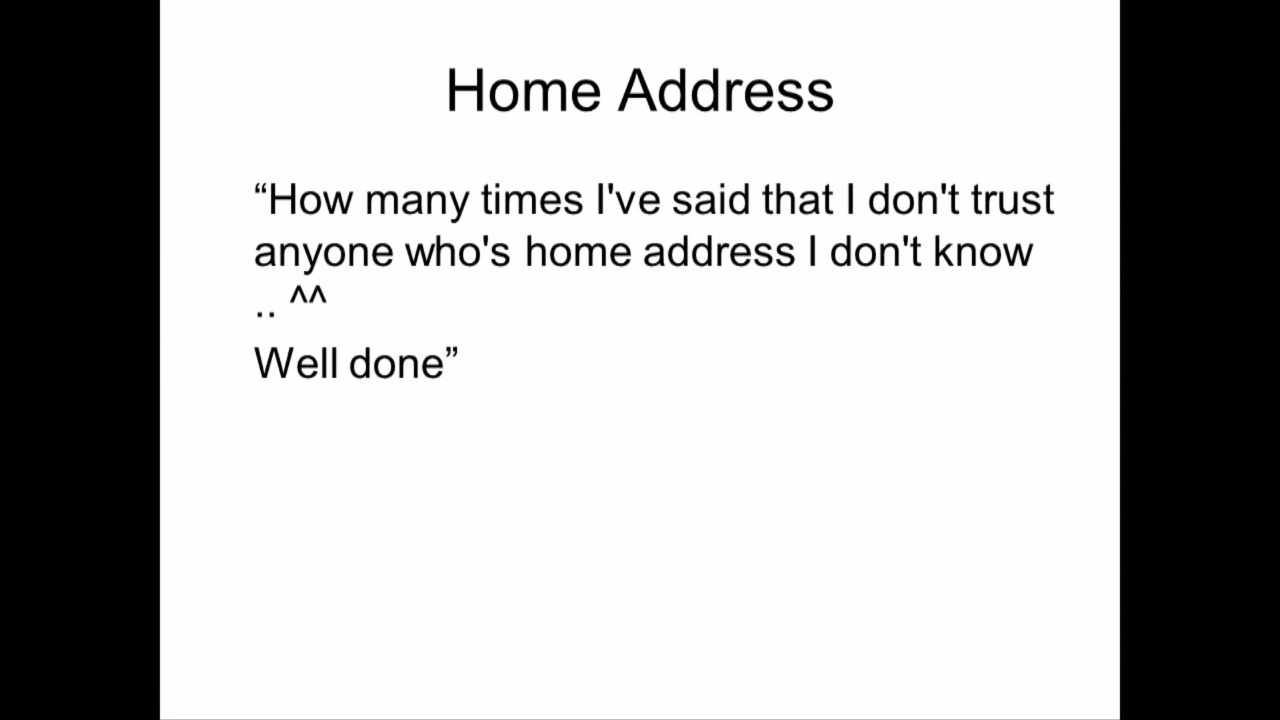 Home Address
“How many times I've said that I don't trust
anyone who's home address I don't know
.. ^^
Well done”